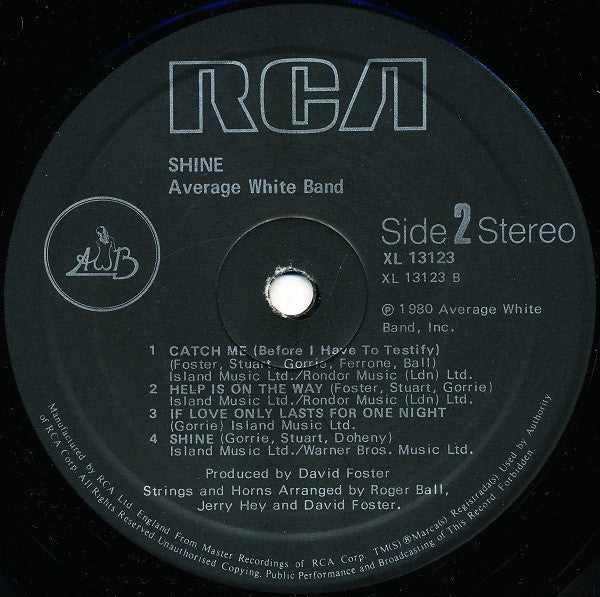 RCA
SHINE
Average White Band
AWB
Side 2 Stereo
XL 13123
XL 13123 B
℗ 1980 Average White
Band, Inc.
1 CATCH ME (Before I Have To Testify)
(Foster, Stuart, Gorrie, Ferrone, Ball)
Island Music Ltd./Rondor Music (Ldn) Ltd.
2 HELP IS ON THE WAY (Foster, Stuart, Gorrie)
Island Music Ltd./Rondor Music (Ldn) Ltd.
3 IF LOVE ONLY LASTS FOR ONE NIGHT
(Gorrie) Island Music Ltd.
4 SHINE (Gorrie, Stuart, Doheny)
Island Music Ltd./Warner Bros. Music Ltd.
Produced by David Foster
Strings and Horns Arranged by Roger Ball,
Jerry Hey and David Foster.
Manufactured by RCA Ltd. England From Master Recordings of RCA Corp. TM(S) ® Marca(s) Registrada(s) Used by Authority
of RCA Corp. All Rights Reserved. Unauthorised Copying, Public Performance and Broadcasting of This Record Forbidden.